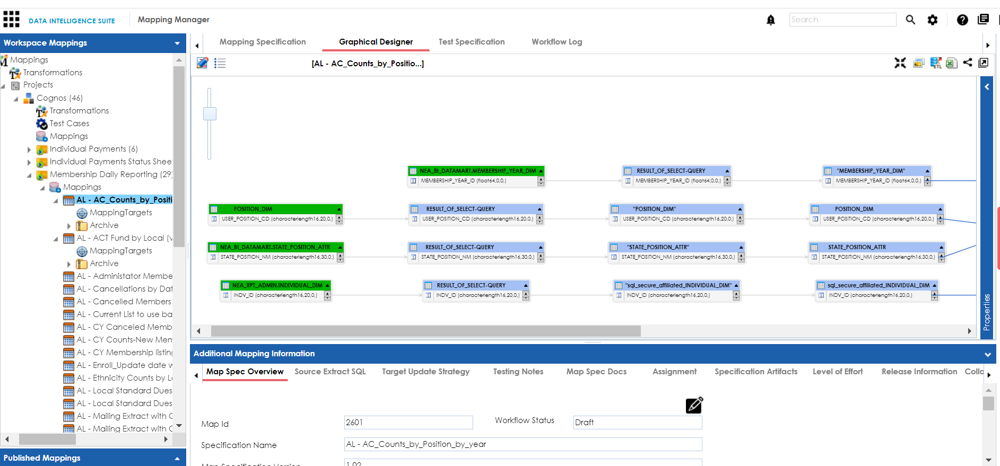 DATA INTELLIGENCE SUITE
Mapping Manager
Search
Workspace Mappings
Mappings
Transformations
Projects
Cognos (46)
Transformations
Test Cases
Mappings
Individual Payments (6)
Individual Payments Status Shee
Membership Daily Reporting (29)
Mappings
AL - AC_Counts_by_Positi
MappingTargets
Archive
AL - ACT Fund by Local (v
MappingTargets
Archive
AL - Administator Membe
AL - Cancellations by Dat
AL - Cancelled Members
AL - Current List to use ba
AL - CY Canceled Memb
AL - CY Counts-New Mem
AL - CY Membership listing
AL - Enroll_Update date w
AL - Ethnicity Counts by Lo
AL - Local Standard Dues
AL - Local Standard Dues
AL - Mailing Extract with C
AL - Mailing Extract with C
Published Mappings
Mapping Specification
Graphical Designer
Test Specification
Workflow Log
[AL - AC_Counts_by_Positio...]
ETL
NEA_BI_DATAMART.MEMBERSHIP_YEAR_DIM
MEMBERSHIP_YEAR_ID (float64,0,0,)
RESULT_OF_SELECT-QUERY
MEMBERSHIP_YEAR_ID (float64,0,0,)
"MEMBERSHIP_YEAR_DIM"
MEMBERSHIP_YEAR_ID (float64,0,0,)
POSITION_DIM
USER_POSITION_CD (characterlength16,20,0,)
RESULT_OF_SELECT-QUERY
USER_POSITION_CD (characterlength16,20,0,)
"POSITION_DIM"
USER_POSITION_CD (characterlength16,20,0,)
POSITION_DIM
USER_POSITION_CD (characterlength16,20,0,)
NEA_BI_DATAMART.STATE_POSITION_ATTR
STATE_POSITION_NM (characterlength16,30,0,)
RESULT_OF_SELECT-QUERY
STATE_POSITION_NM (characterlength16,30,0,)
"STATE_POSITION_ATTR"
STATE_POSITION_NM (characterlength16,30,0,)
STATE_POSITION_ATTR
STATE_POSITION_NM (characterlength16,30,0,)
NEA_RPT_ADMIN.INDIVIDUAL_DIM
INDV_ID (characterlength16,20,0,)
RESULT_OF_SELECT-QUERY
INDV_ID (characterlength16,20,0,)
"sql_secure_affiliated_INDIVIDUAL_DIM"
INDV_ID (characterlength16,20,0,)
sql_secure_affiliated_INDIVIDUAL_DIM
INDV_ID (characterlength16,20,0,)
Properties
Additional Mapping Information
Map Spec Overview
Source Extract SQL
Target Update Strategy
Testing Notes
Map Spec Docs
Assignment
Specification Artifacts
Level of Effort
Release Information
Colla
Map Id
2601
Workflow Status
Draft
Specification Name
AL - AC_Counts_by_Position_by_year
Map Specification Version
1.02